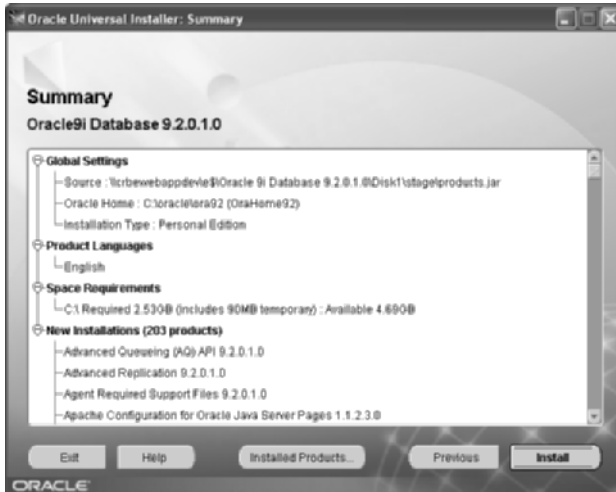 Oracle Universal Installer: Summary
Summary
Oracle9i Database 9.2.0.1.0
Global Settings
Source : \\crbewebappdev\e$\Oracle 9i Database 9.2.0.1.0\Disk1\stage\products.jar
Oracle Home : C:\oracle\ora92 (OraHome92)
Installation Type : Personal Edition
Product Languages
English
Space Requirements
C:\ Required 2.53GB (includes 90MB temporary) : Available 4.69GB
New Installations (203 products)
Advanced Queueing (AQ) API 9.2.0.1.0
Advanced Replication 9.2.0.1.0
Agent Required Support Files 9.2.0.1.0
Apache Configuration for Oracle Java Server Pages 1.1.2.3.0
Exit Help Installed Products... Previous Install
ORACLE